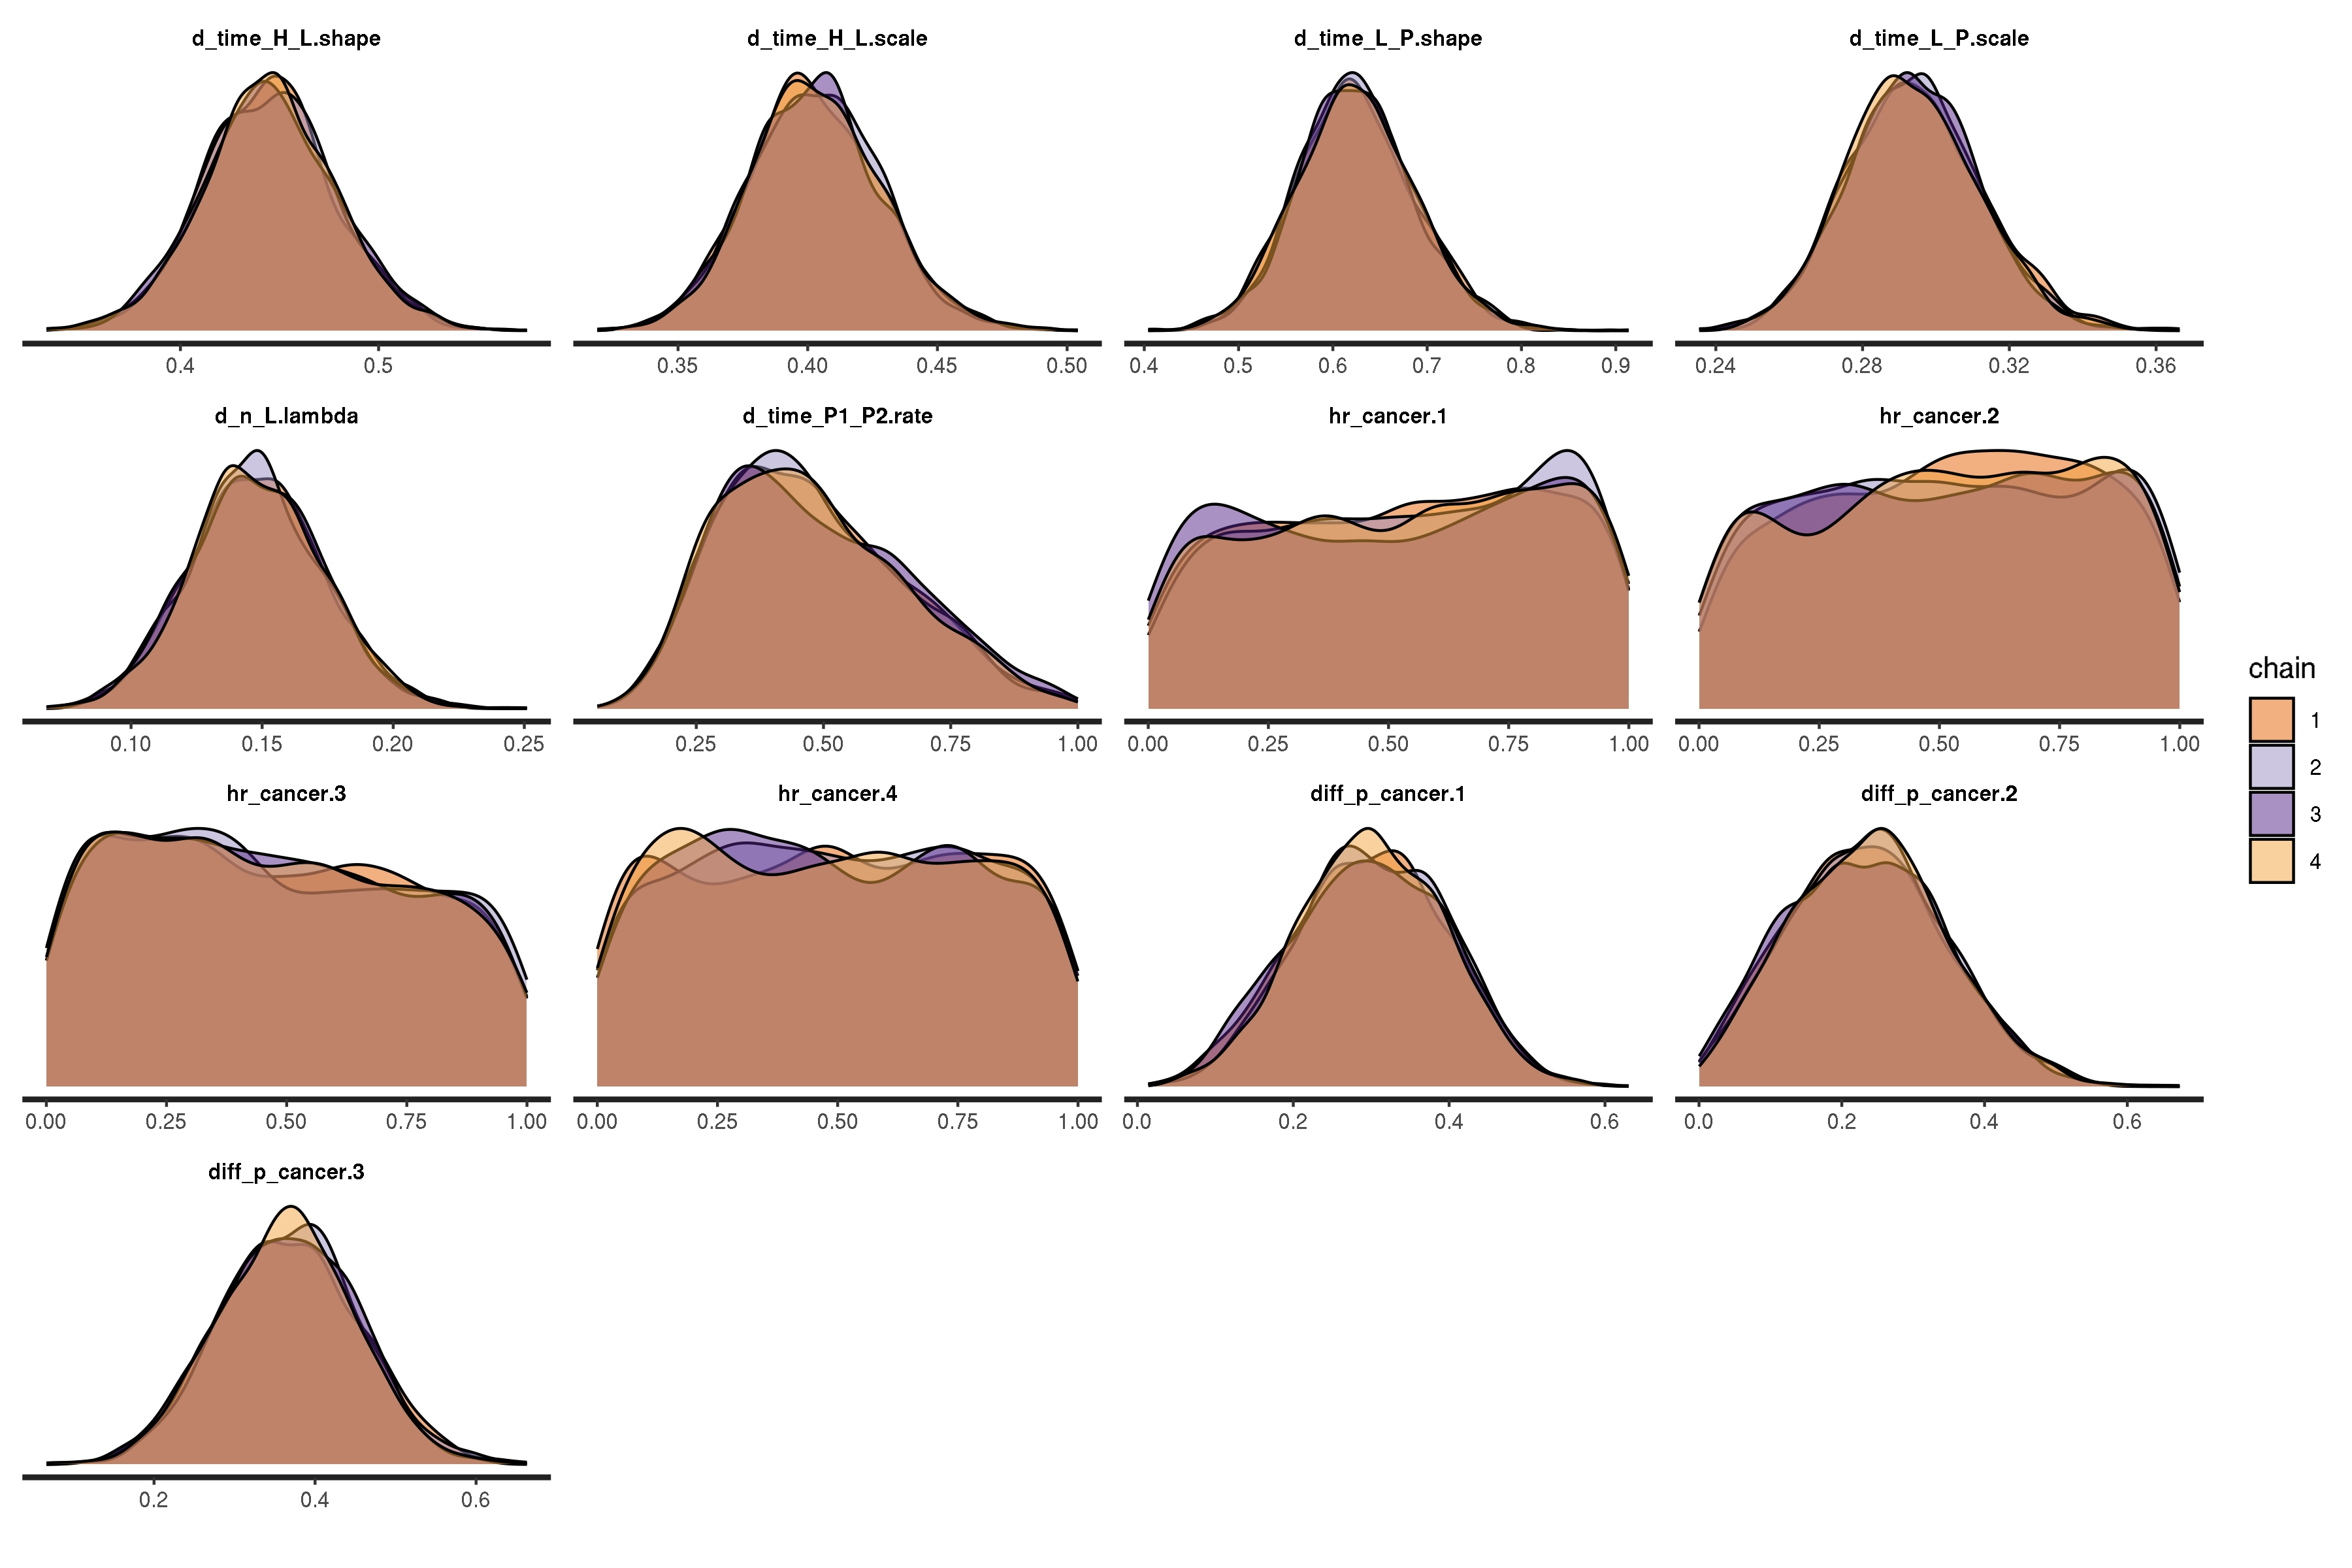 d_time_H_L.shape
d_time_H_L.scale
d_time_L_P.shape
d_time_L_P.scale
0.4 0.5
0.35 0.40 0.45 0.50
0.4 0.5 0.6 0.7 0.8 0.9
0.24 0.28 0.32 0.36
d_n_L.lambda
d_time_P1_P2.rate
hr_cancer.1
hr_cancer.2
0.10 0.15 0.20 0.25
0.25 0.50 0.75 1.00
0.00 0.25 0.50 0.75 1.00
0.00 0.25 0.50 0.75 1.00
hr_cancer.3
hr_cancer.4
diff_p_cancer.1
diff_p_cancer.2
0.00 0.25 0.50 0.75 1.00
0.00 0.25 0.50 0.75 1.00
0.0 0.2 0.4 0.6
0.0 0.2 0.4 0.6
diff_p_cancer.3
0.2 0.4 0.6
chain
1
2
3
4